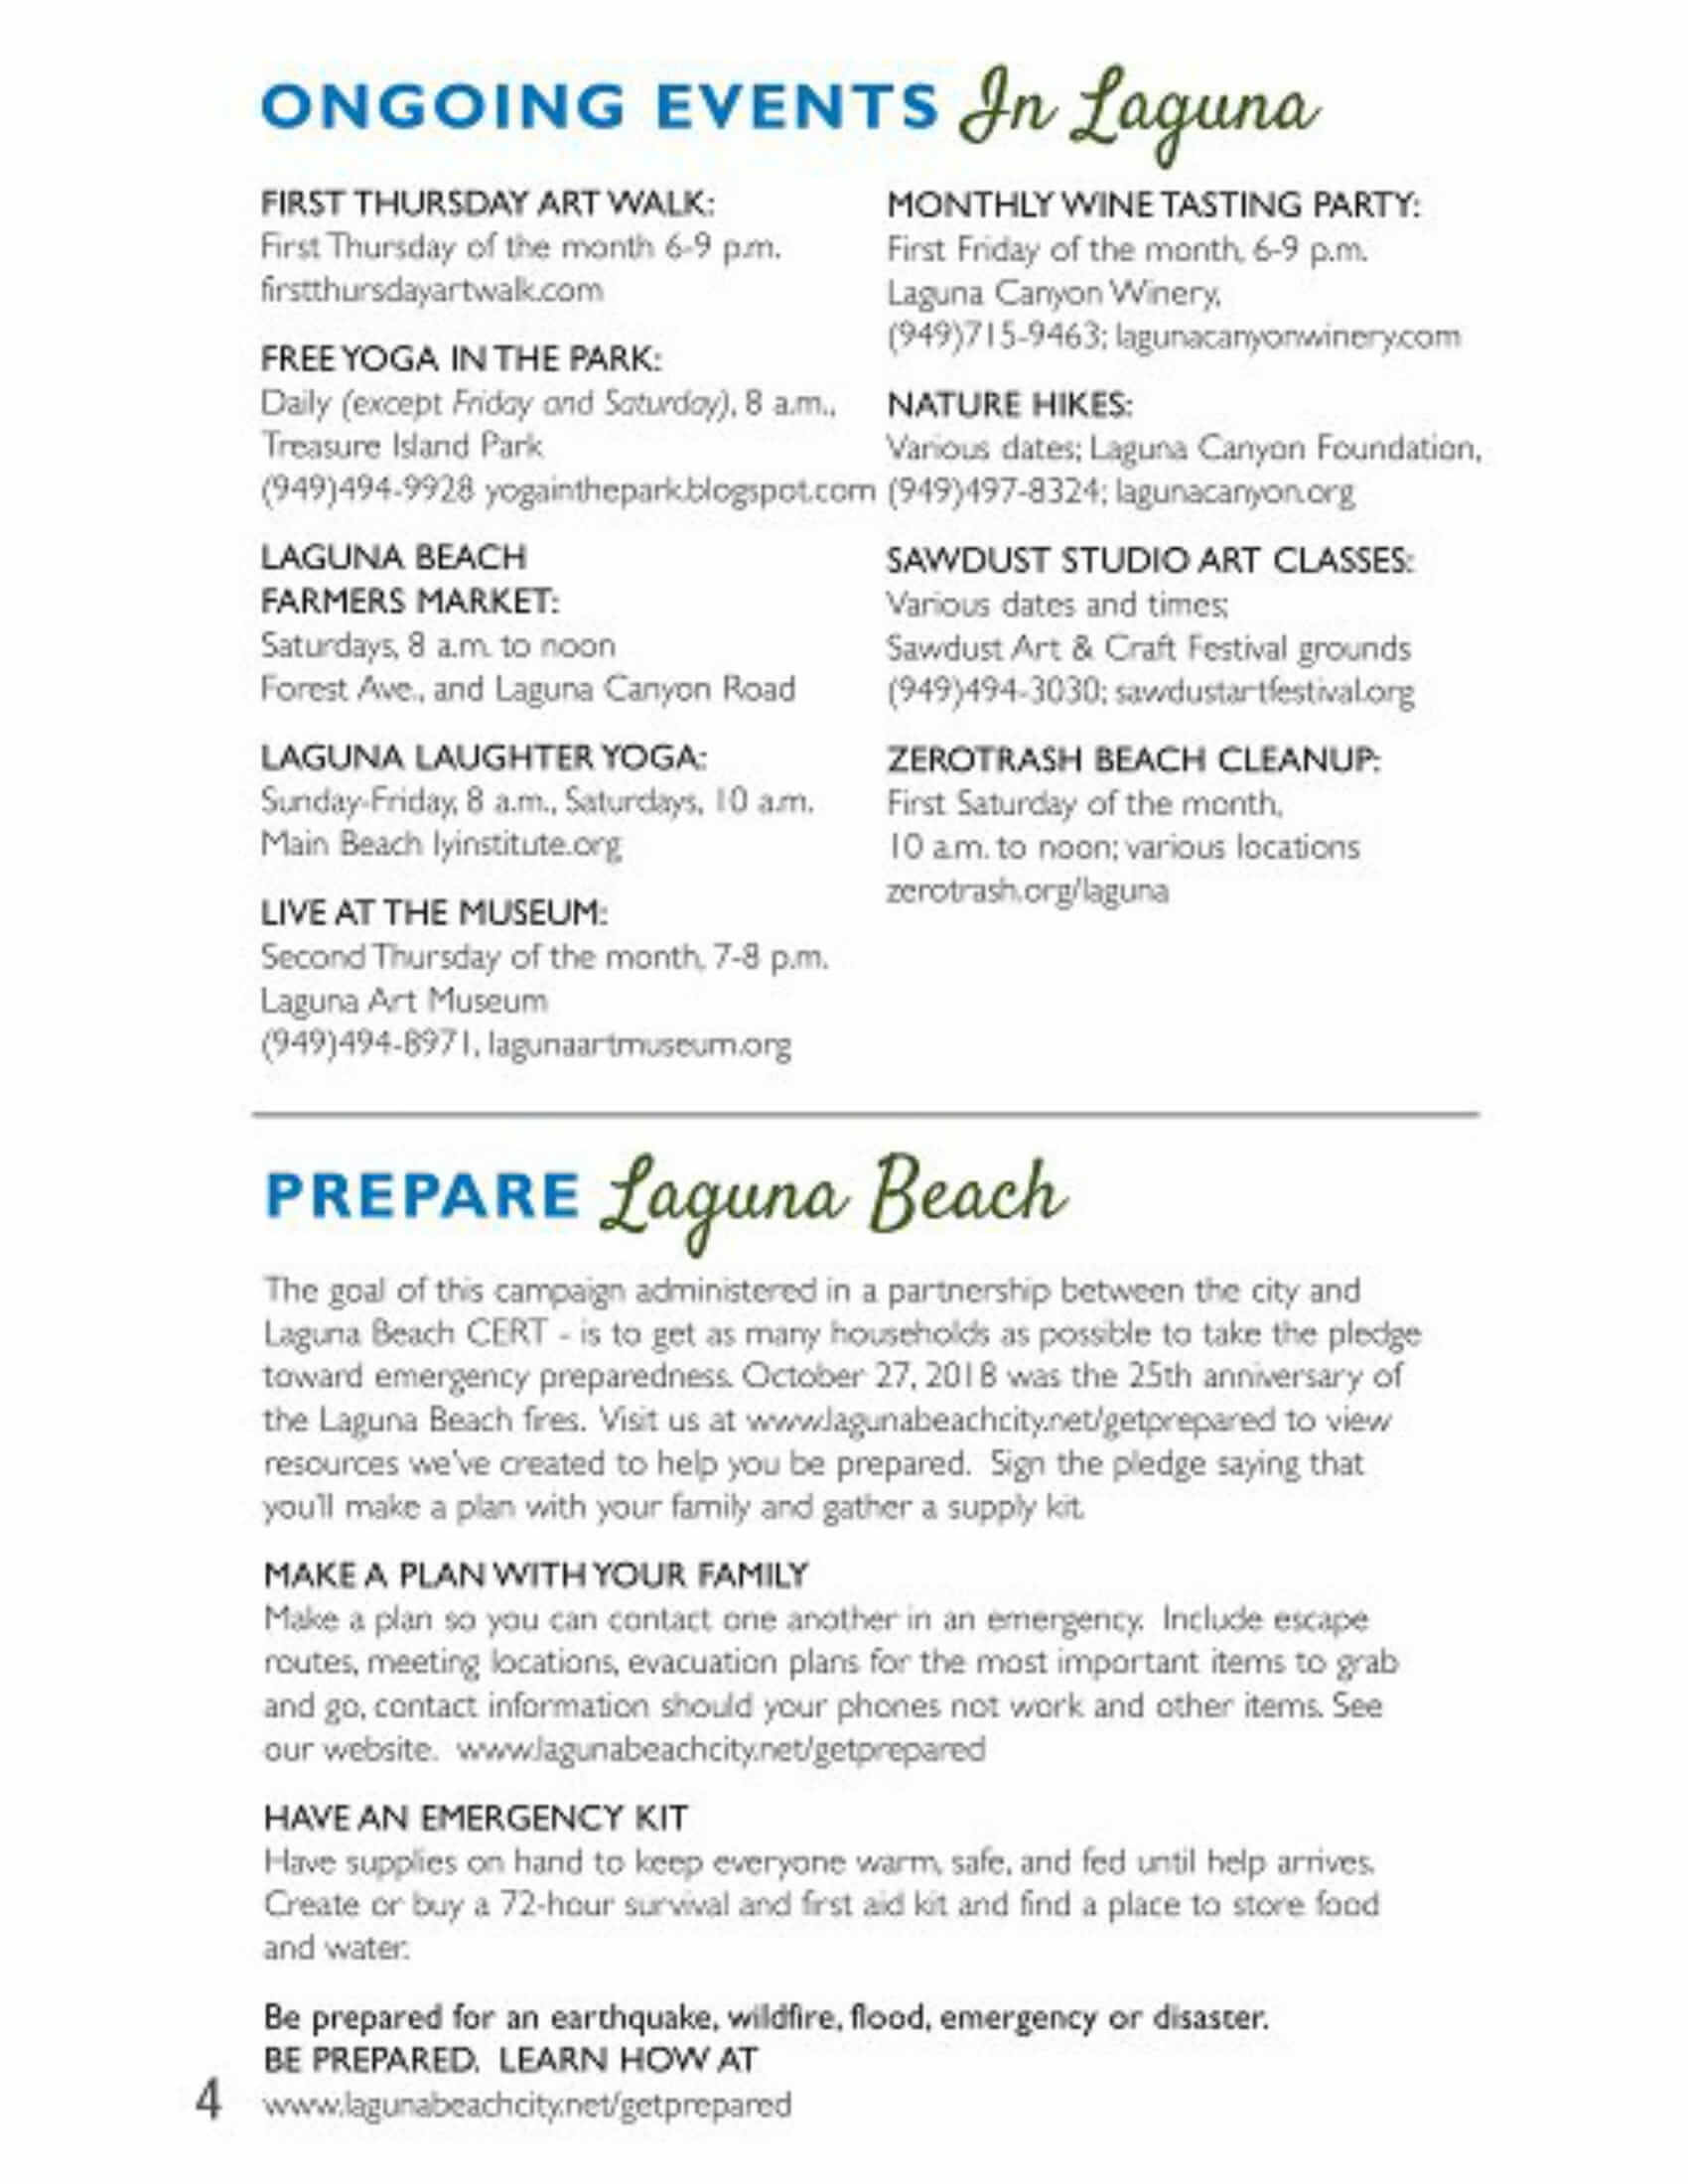 ONGOING EVENTS In Laguna
FIRST THURSDAY ART WALK:
First Thursday of the month 6-9 p.m.
firstthursdayartwalk.com
FREE YOGA IN THE PARK:
Daily (except Friday and Saturday), 8 a.m.,
Treasure Island Park
(949)494-9928 yogainthepark.blogspot.com
LAGUNA BEACH
FARMERS MARKET:
Saturdays, 8 a.m. to noon
Forest Ave., and Laguna Canyon Road
LAGUNA LAUGHTER YOGA:
Sunday-Friday, 8 a.m., Saturdays, 10 a.m.
Main Beach lyinstitute.org
LIVE AT THE MUSEUM:
Second Thursday of the month, 7-8 p.m.
Laguna Art Museum
(949)494-8971, lagunaartmuseum.org
MONTHLY WINE TASTING PARTY:
First Friday of the month, 6-9 p.m.
Laguna Canyon Winery,
(949)715-9463; lagunacanyonwinery.com
NATURE HIKES:
Various dates; Laguna Canyon Foundation,
(949)497-8324; lagunacanyon.org
SAWDUST STUDIO ART CLASSES:
Various dates and times;
Sawdust Art & Craft Festival grounds
(949)494-3030; sawdustartfestival.org
ZEROTRASH BEACH CLEANUP:
First Saturday of the month,
10 a.m. to noon; various locations
zerotrash.org/laguna
PREPARE Laguna Beach
The goal of this campaign administered in a partnership between the city and
Laguna Beach CERT - is to get as many households as possible to take the pledge
toward emergency preparedness. October 27, 2018 was the 25th anniversary of
the Laguna Beach fires. Visit us at www.lagunabeachcity.net/getprepared to view
resources we've created to help you be prepared. Sign the pledge saying that
you'll make a plan with your family and gather a supply kit.
MAKE A PLAN WITH YOUR FAMILY
Make a plan so you can contact one another in an emergency. Include escape
routes, meeting locations, evacuation plans for the most important items to grab
and go, contact information should your phones not work and other items. See
our website. www.lagunabeachcity.net/getprepared
HAVE AN EMERGENCY KIT
Have supplies on hand to keep everyone warm, safe, and fed until help arrives.
Create or buy a 72-hour survival and first aid kit and find a place to store food
and water.
Be prepared for an earthquake, wildfire, flood, emergency or disaster.
BE PREPARED. LEARN HOW AT
www.lagunabeachcity.net/getprepared
4